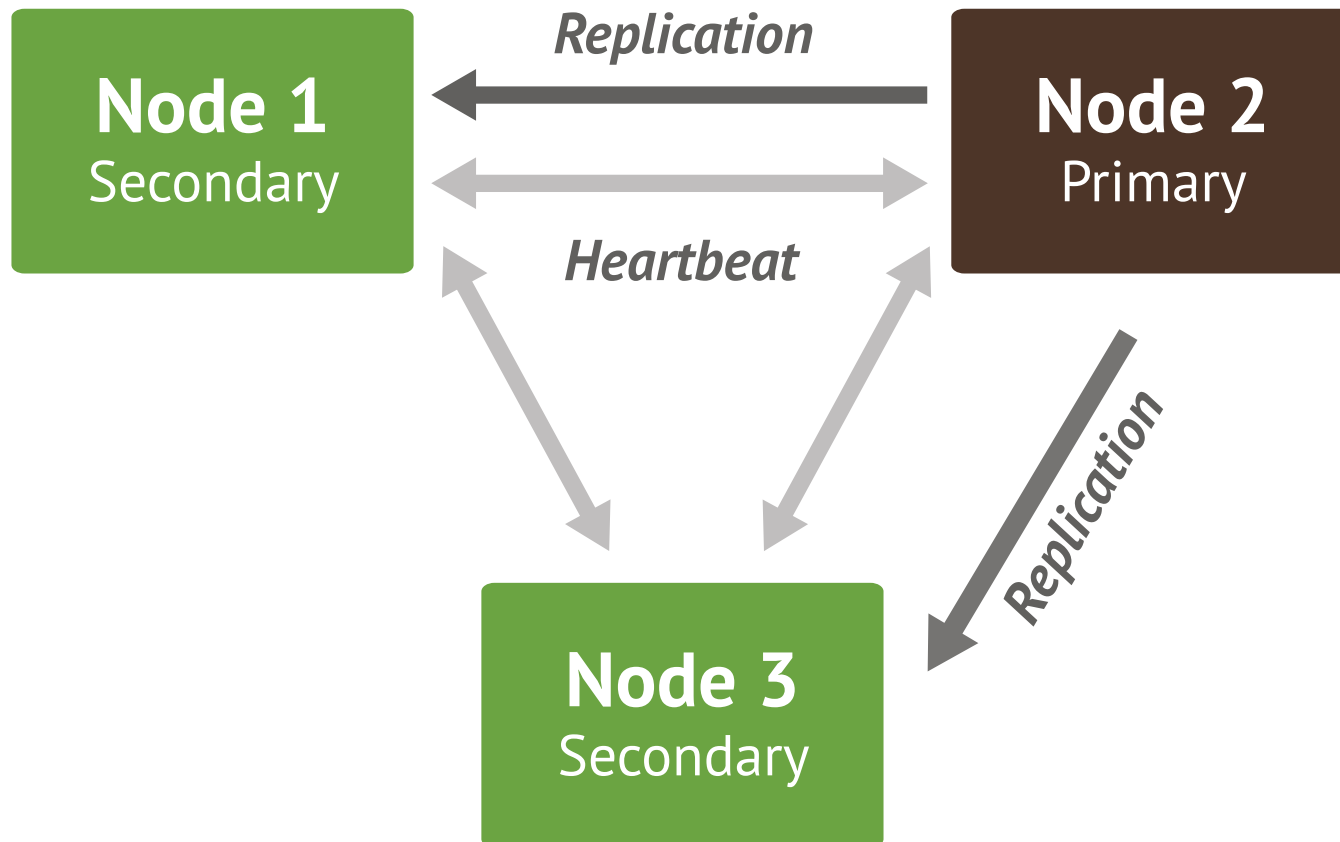 Replication
Node 1
Secondary
Node 2
Primary
Heartbeat
Replication
Node 3
Secondary